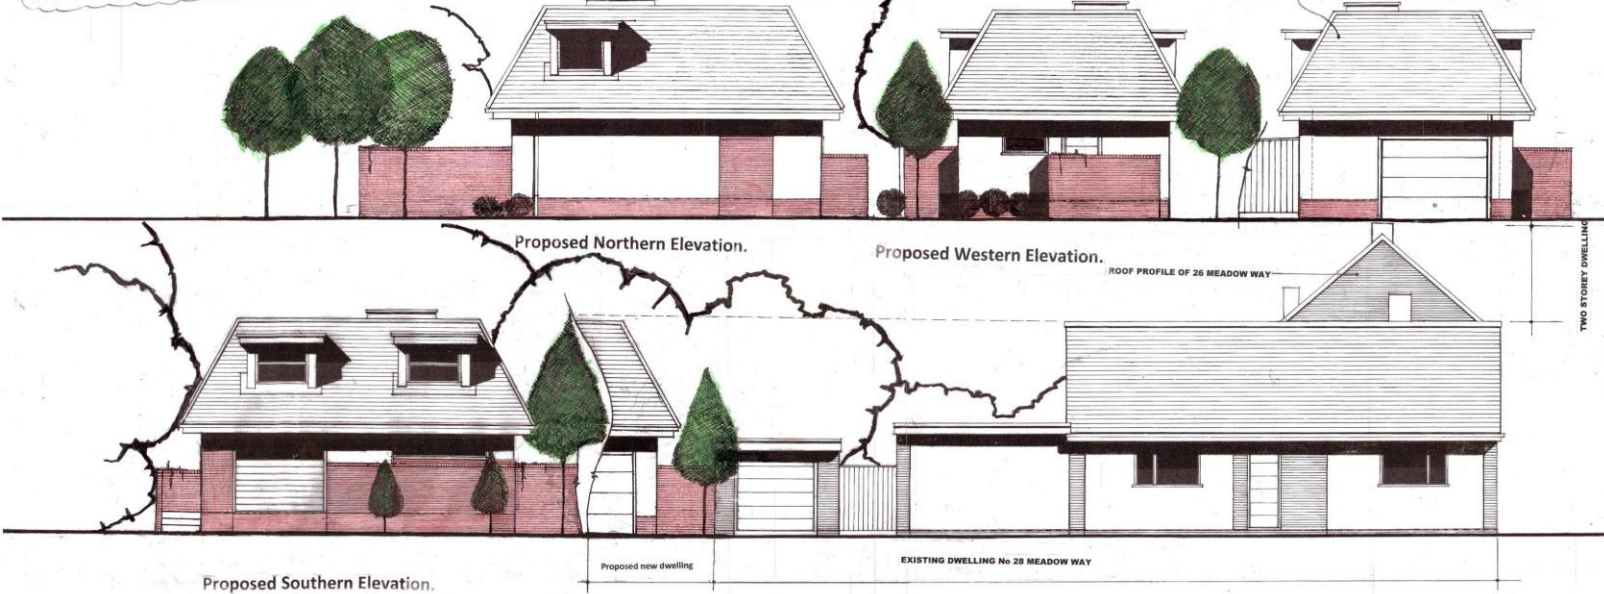 Proposed Northern Elevation.
Proposed Western Elevation.
ROOF PROFILE OF 26 MEADOW WAY
TWO STOREY DWELLING
Proposed new dwelling
EXISTING DWELLING No 28 MEADOW WAY
Proposed Southern Elevation.